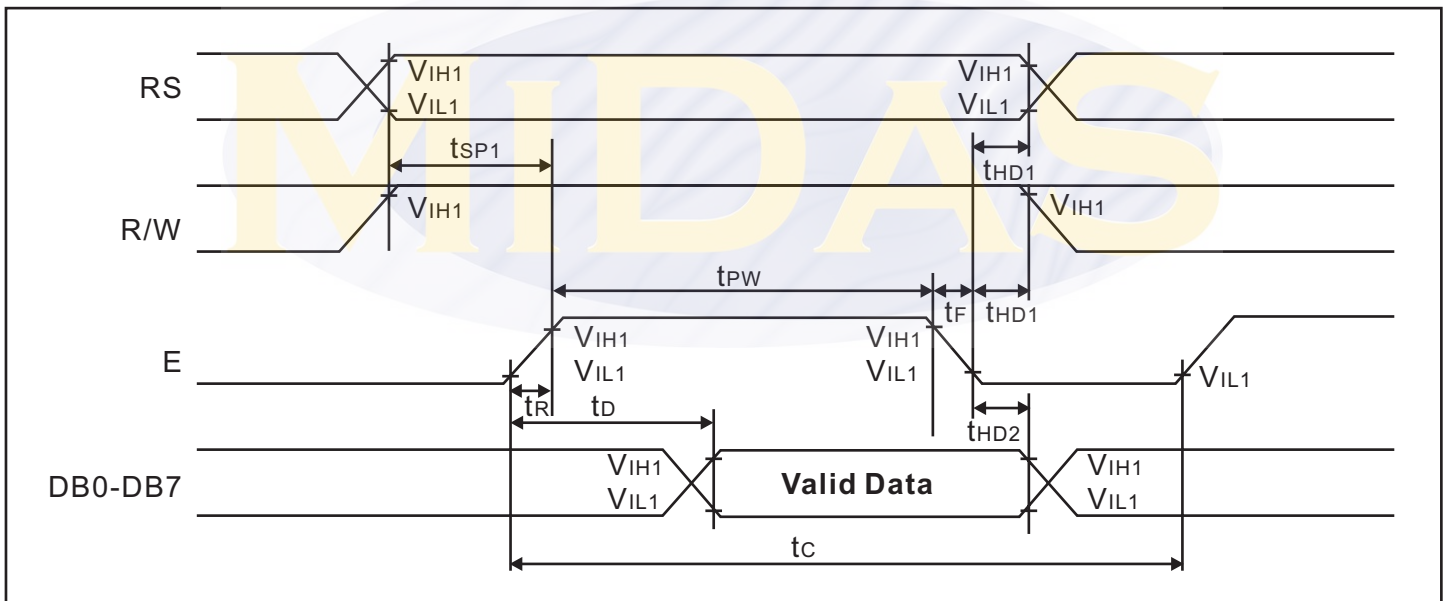 MIDAS
RS
VIH1
VIL1
VIH1
VIL1
tSP1
tHD1
R/W
VIH1
VIH1
tPW
tF
tHD1
E
VIH1
VIL1
VIH1
VIL1
VIL1
tR
tD
tHD2
DB0-DB7
VIH1
VIL1
Valid Data
VIH1
VIL1
tC